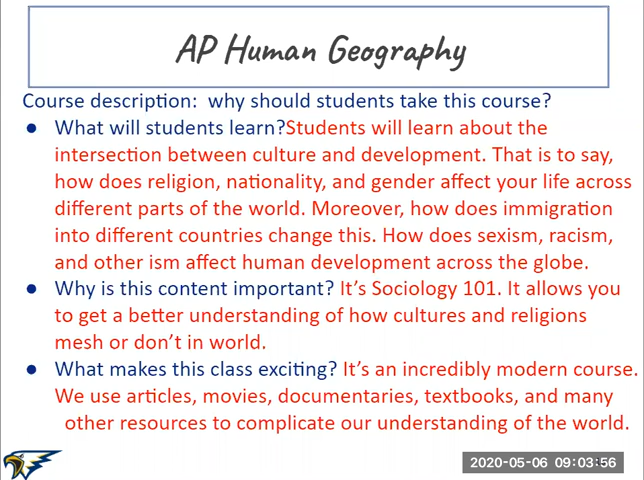 AP Human Geography
Course description:  why should students take this course?
● What will students learn?Students will learn about the
intersection between culture and development. That is to say,
how does religion, nationality, and gender affect your life across
different parts of the world. Moreover, how does immigration
into different countries change this. How does sexism, racism,
and other ism affect human development across the globe.
● Why is this content important? It's Sociology 101. It allows you
to get a better understanding of how cultures and religions
mesh or don't in world.
● What makes this class exciting? It's an incredibly modern course.
We use articles, movies, documentaries, textbooks, and many
other resources to complicate our understanding of the world.
2020-05-06 09:03:56